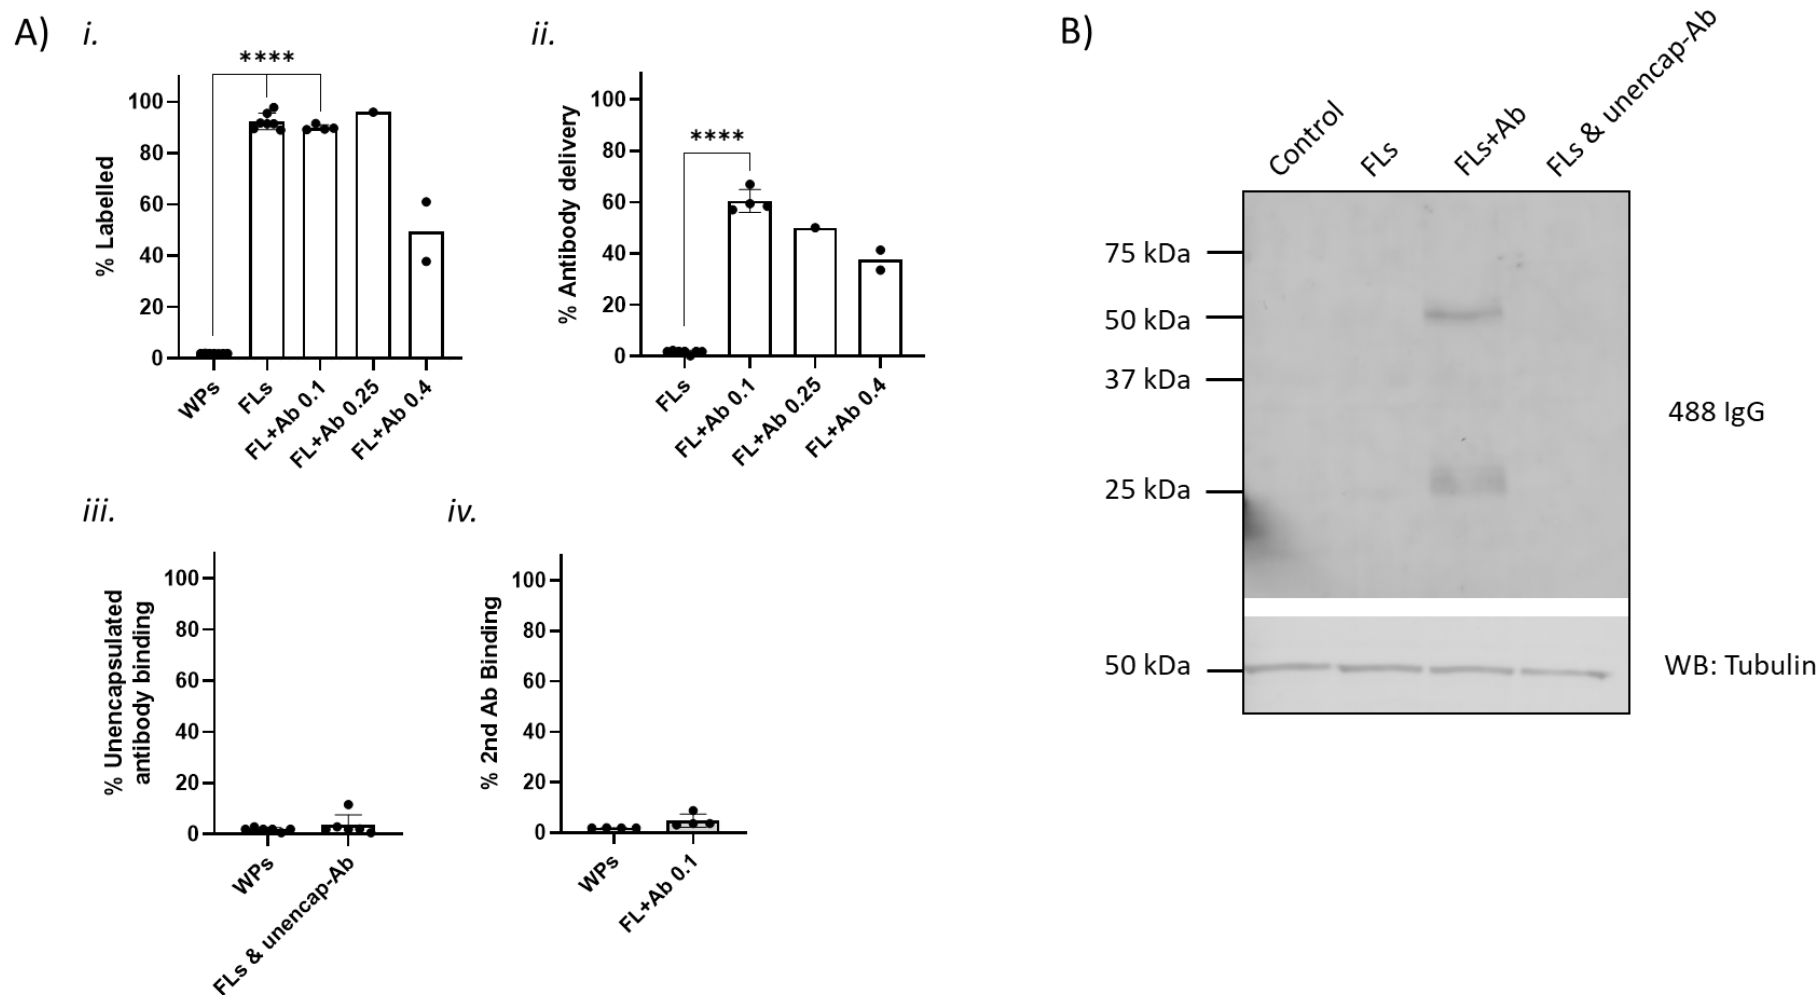 A)
i.
****
% Labelled
100
80
60
40
20
0
WPs
FLs
FL+Ab 0.1
FL+Ab 0.25
FL+Ab 0.4
ii.
****
% Antibody delivery
100
80
60
40
20
0
FLs
FL+Ab 0.1
FL+Ab 0.25
FL+Ab 0.4
iii.
% Unencapsulated
antibody binding
100
80
60
40
20
0
WPs
FLs & unencap-Ab
iv.
% 2nd Ab Binding
100
80
60
40
20
0
WPs
FL+Ab 0.1
B)
Control
FLs
FLs+Ab
FLs & unencap-Ab
75 kDa
50 kDa
37 kDa
25 kDa
488 IgG
50 kDa
WB: Tubulin